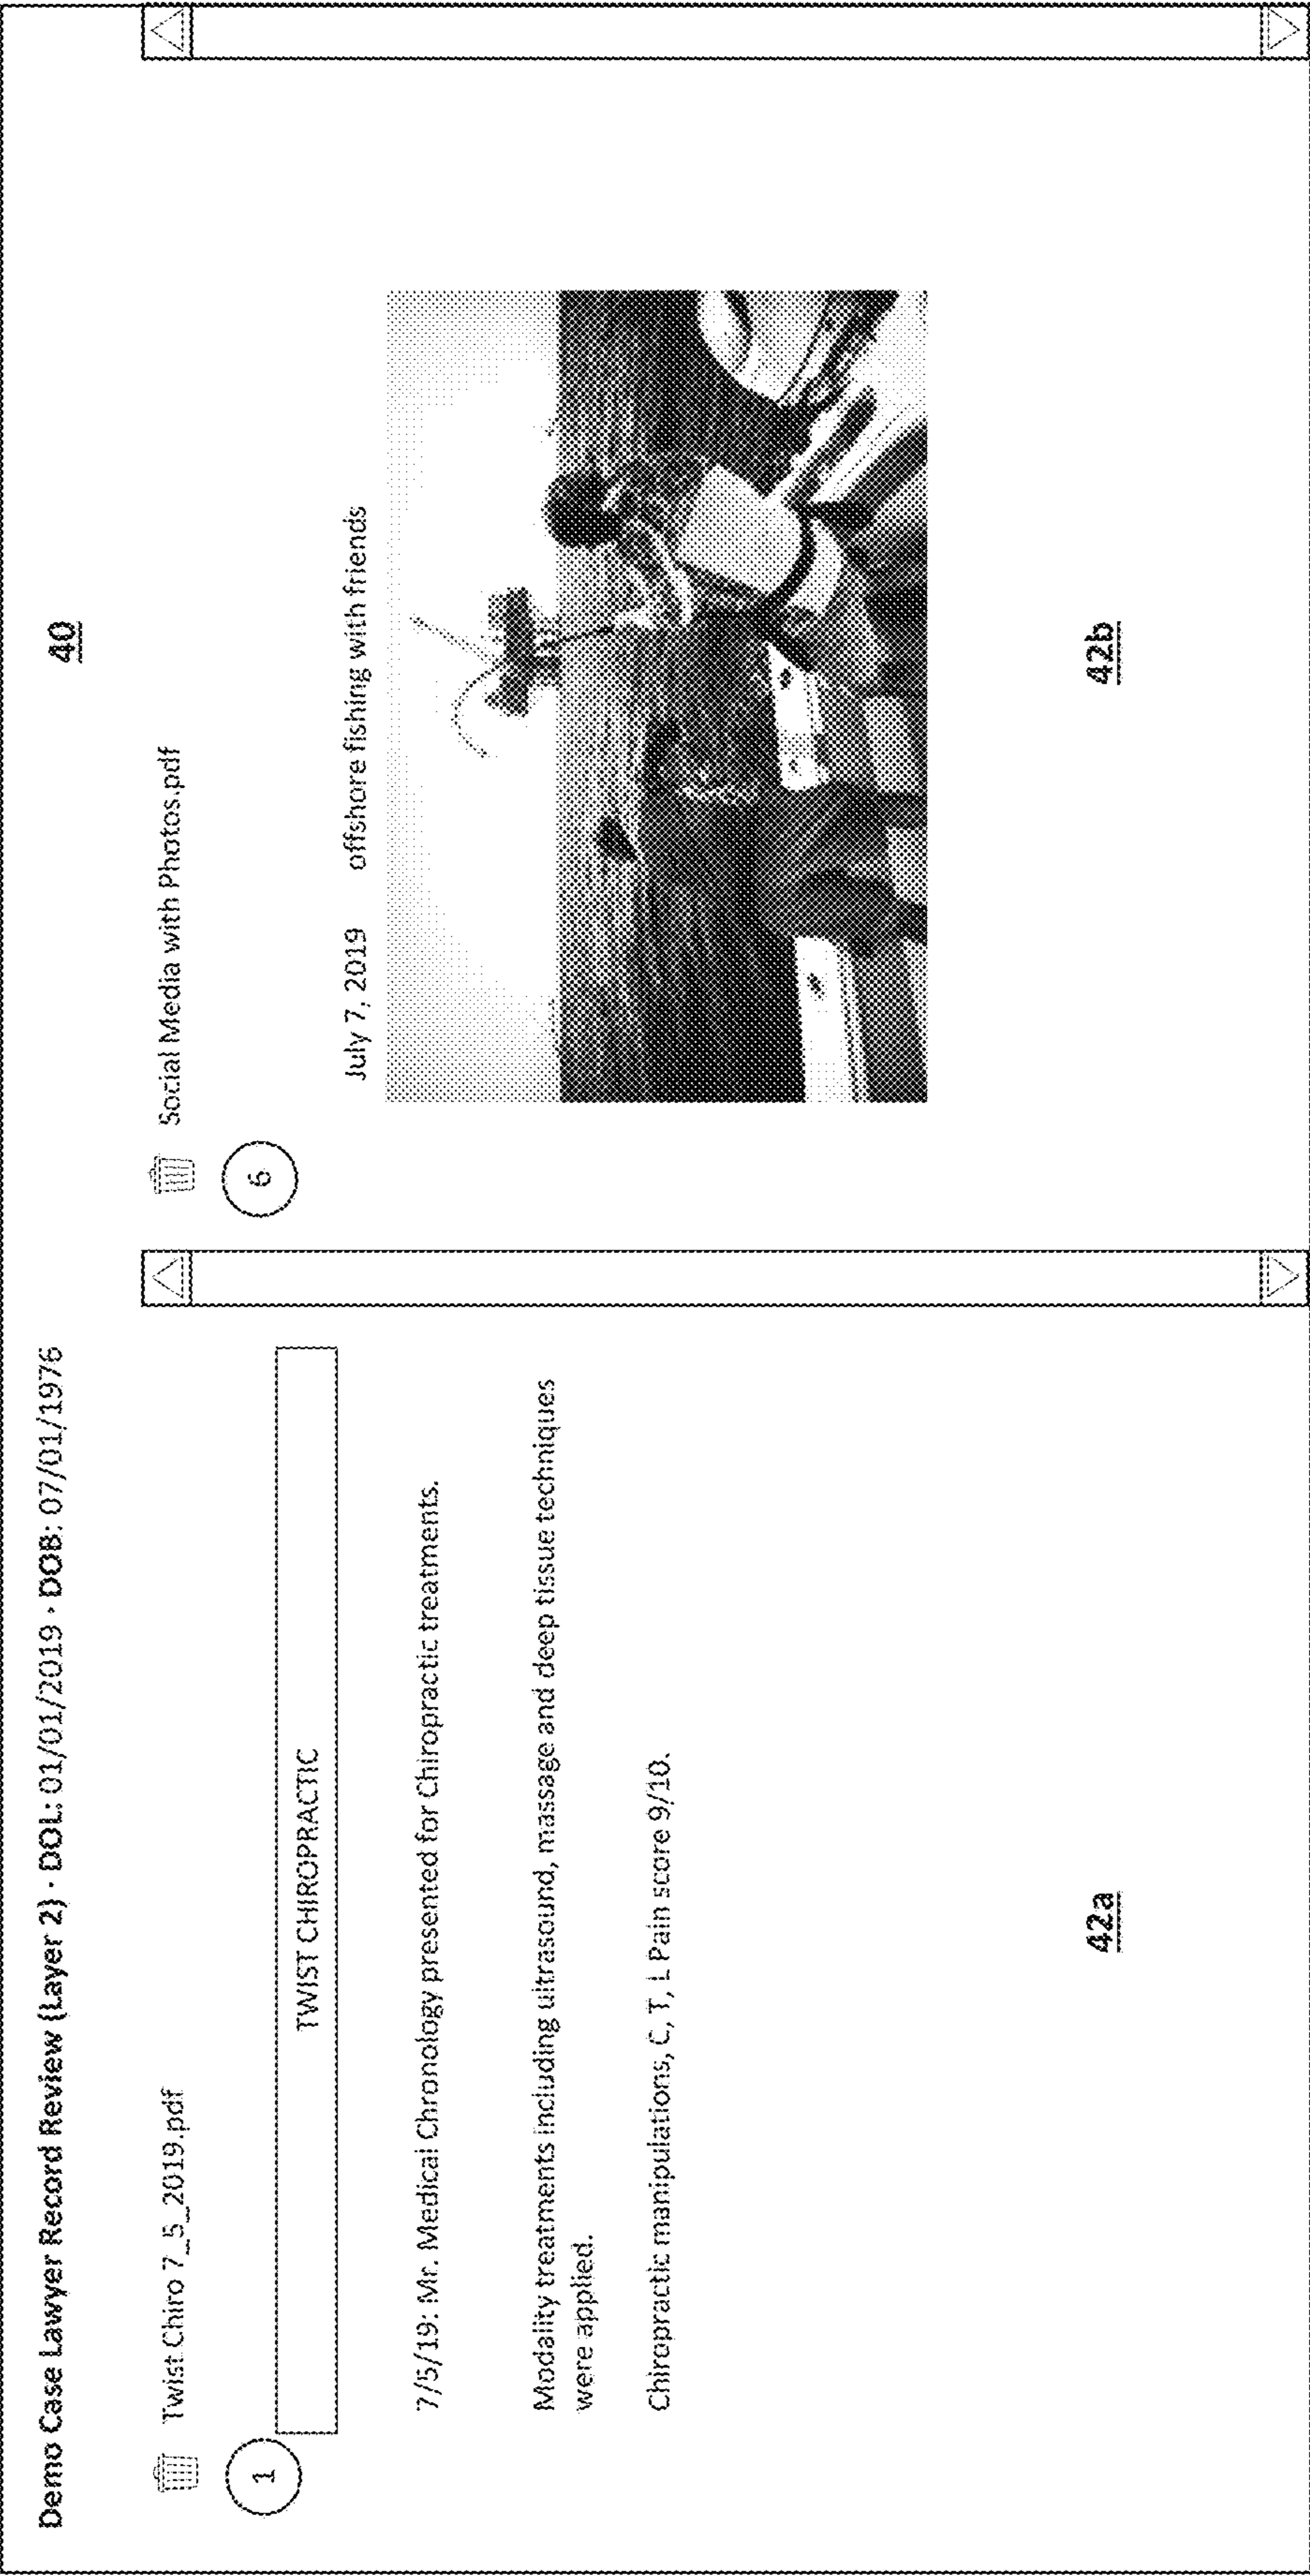 Demo Case Lawyer Record Review (Layer 2) · DOL: 01/01/2019 · DOB: 07/01/1976
40
Twist Chiro 7_5_2019.pdf
1
TWIST CHIROPRACTIC
7/5/19: Mr. Medical Chronology presented for Chiropractic treatments.
Modality treatments including ultrasound, massage and deep tissue techniques
were applied.
Chiropractic manipulations, C, T, L Pain score 9/10.
42a
Social Media with Photos.pdf
6
July 7, 2019 offshore fishing with friends
42b